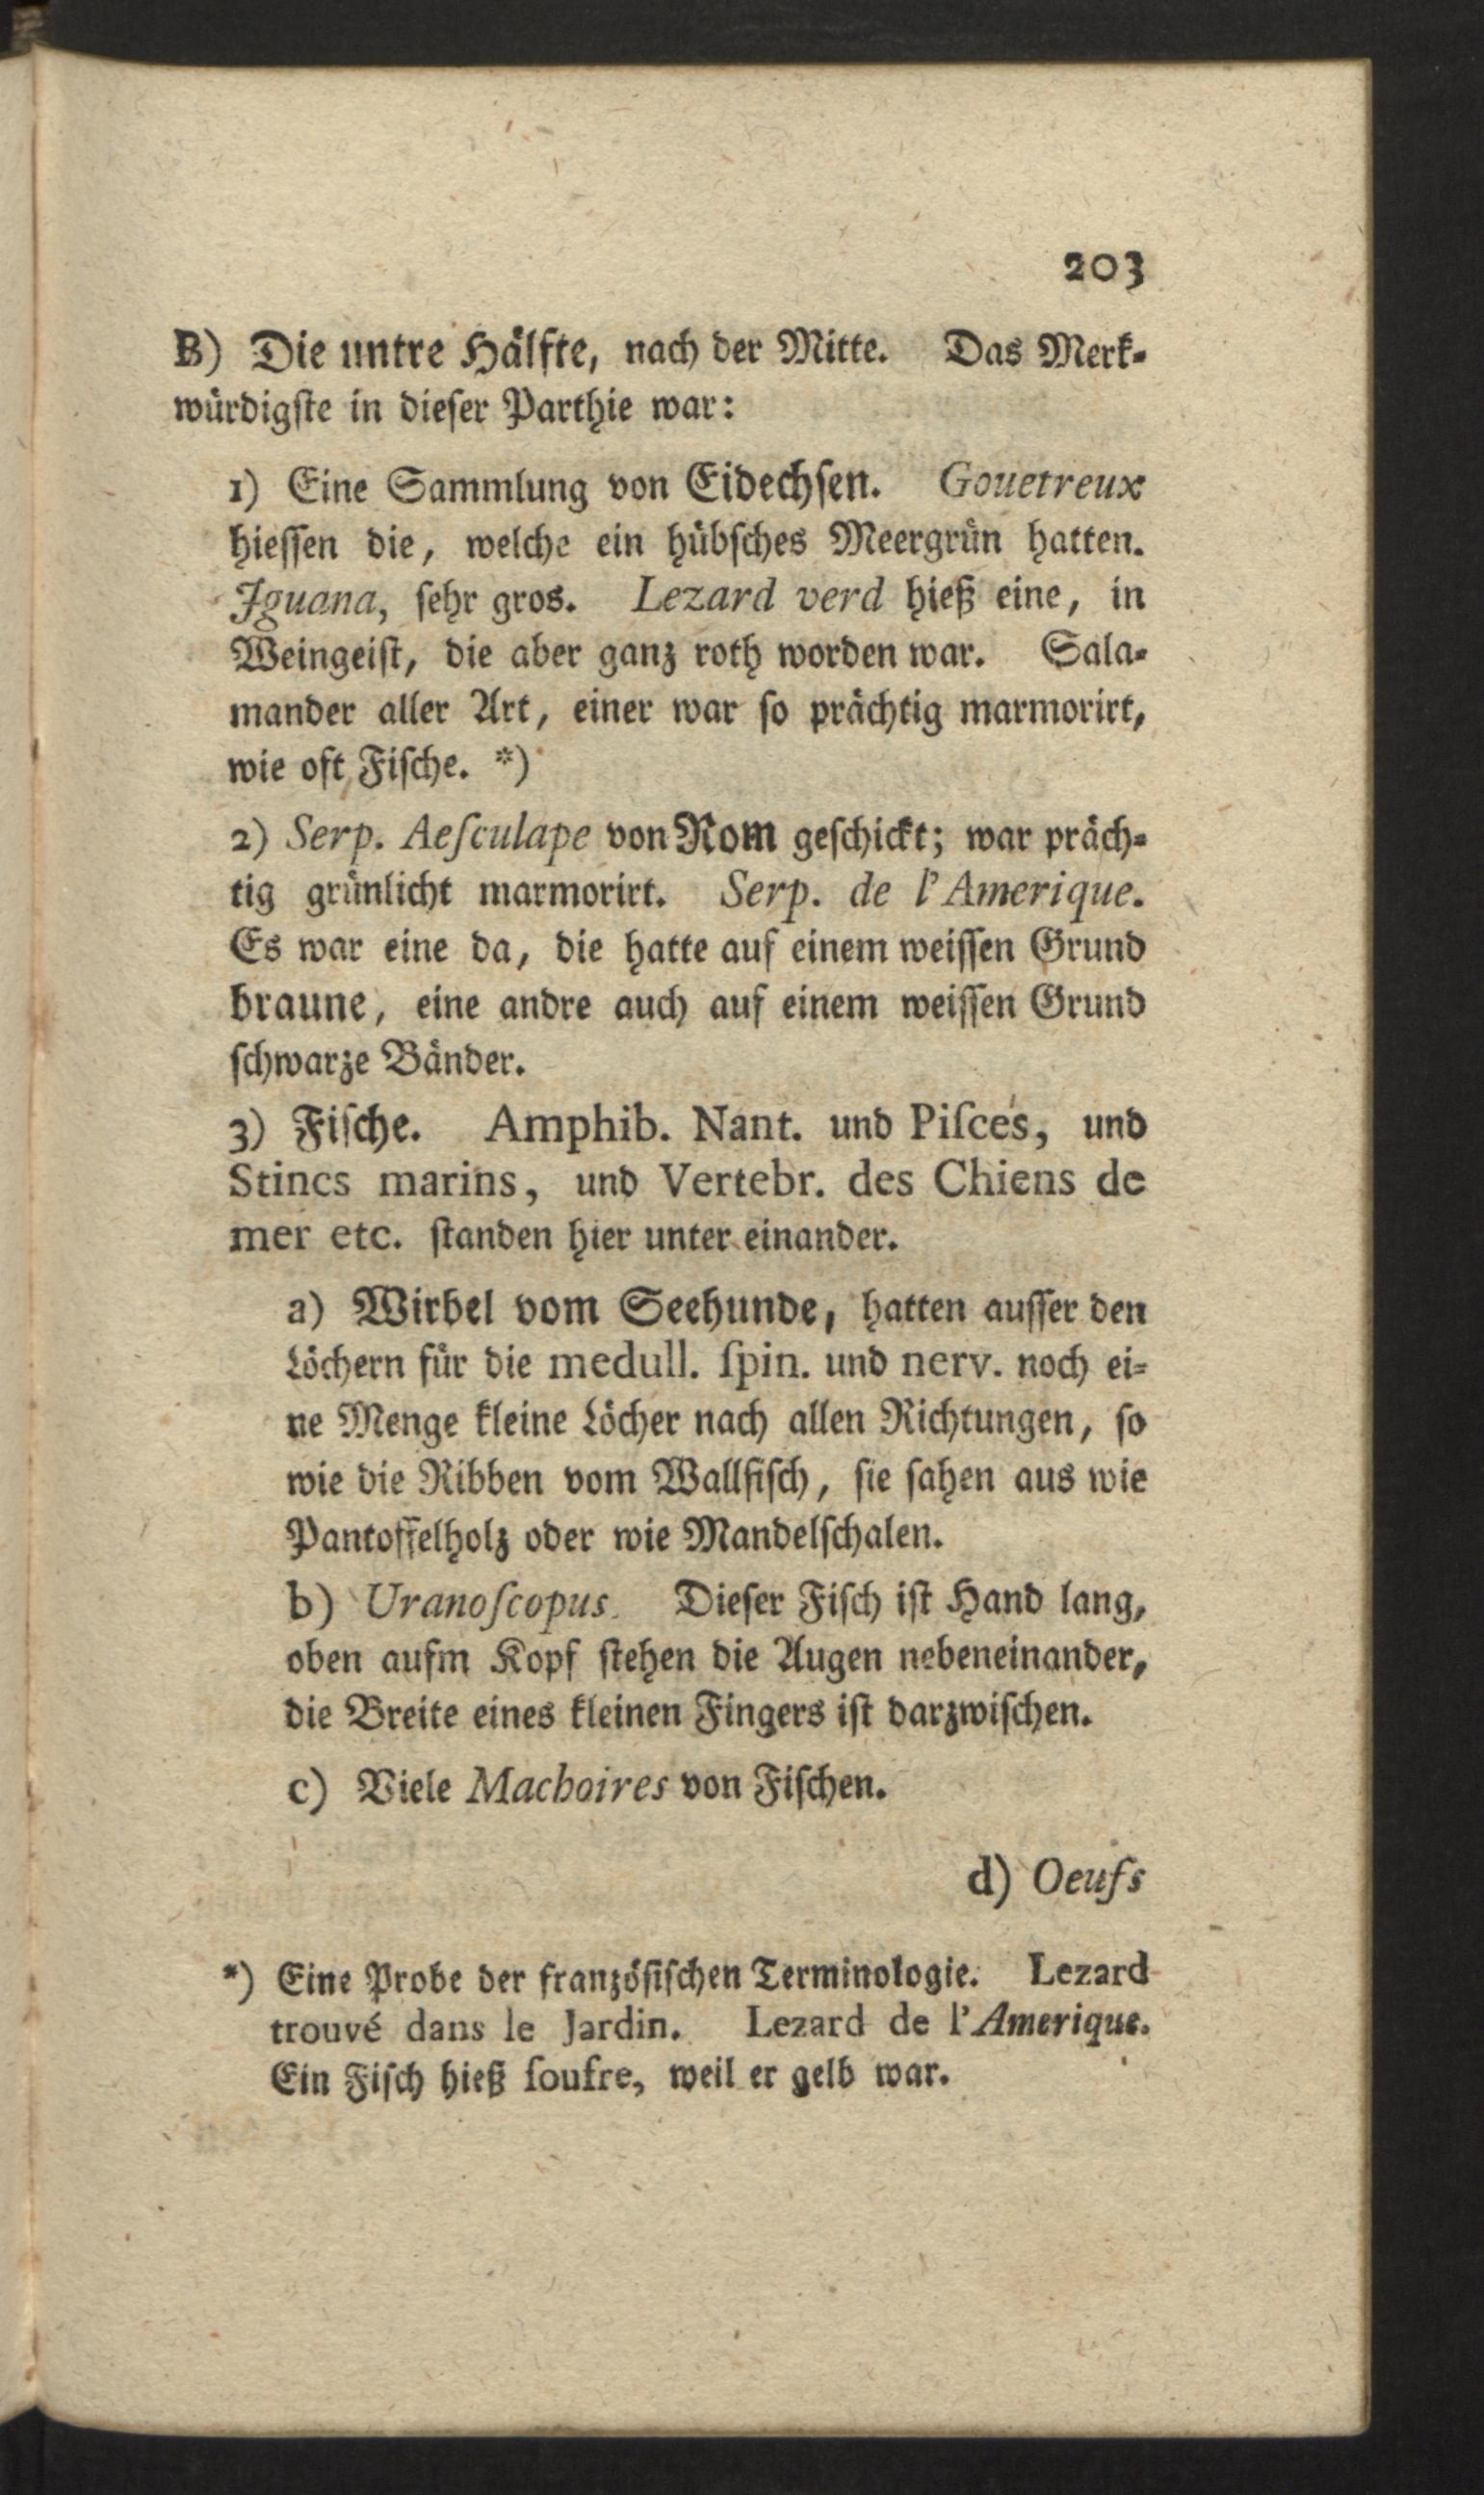 203
B) Die untre Hälfte, nach der Mitte. Das Merk-
würdigste in dieser Parthie war:
1) Eine Sammlung von Eidechsen. Gouetreux
hiessen die, welche ein hübsches Meergrün hatten.
Iguana, sehr gros. Lezard verd hieß eine, in
Weingeist, die aber ganz roth worden war. Sala-
mander aller Art, einer war so prächtig marmorirt,
wie oft Fische. *)
2) Serp. Aesculape von Rom geschickt; war präch-
tig grünlicht marmorirt. Serp. de l'Amerique.
Es war eine da, die hatte auf einem weissen Grund
braune, eine andre auch auf einem weissen Grund
schwarze Bänder.
3) Fische. Amphib. Nant. und Pisces, und
Stincs marins, und Vertebr. des Chiens de
mer etc. standen hier unter einander.
a) Wirbel vom Seehunde, hatten ausser den
Löchern für die medull. spin. und nerv. noch ei-
ne Menge kleine Löcher nach allen Richtungen, so
wie die Ribben vom Wallfisch, sie sahen aus wie
Pantoffelholz oder wie Mandelschalen.
b) Uranoscopus. Dieser Fisch ist Hand lang,
oben aufm Kopf stehen die Augen nebeneinander,
die Breite eines kleinen Fingers ist darzwischen.
c) Viele Machoires von Fischen.
d) Oeufs
*) Eine Probe der französischen Terminologie. Lezard
trouvé dans le Jardin. Lezard de l'Amerique.
Ein Fisch hieß soufre, weil er gelb war.